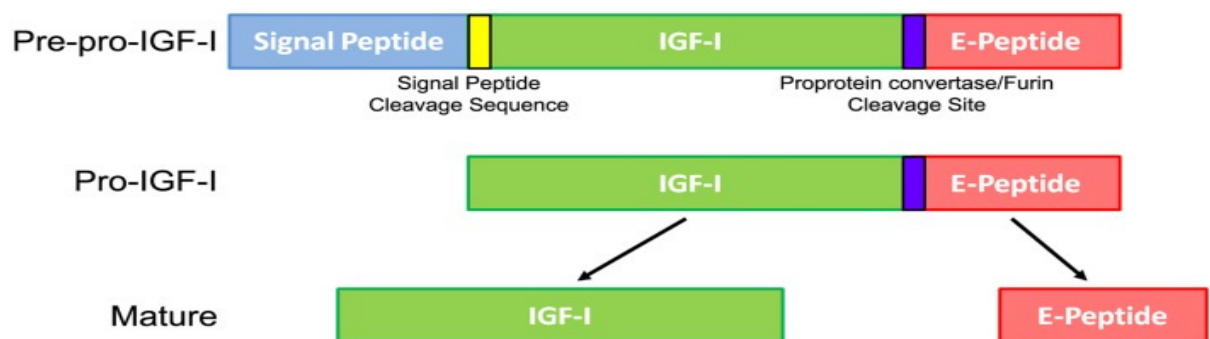 Pre-pro-IGF-I
Signal Peptide
IGF-I
E-Peptide
Signal Peptide
Cleavage Sequence
Proprotein convertase/Furin
Cleavage Site
Pro-IGF-I
IGF-I
E-Peptide
Mature
IGF-I
E-Peptide